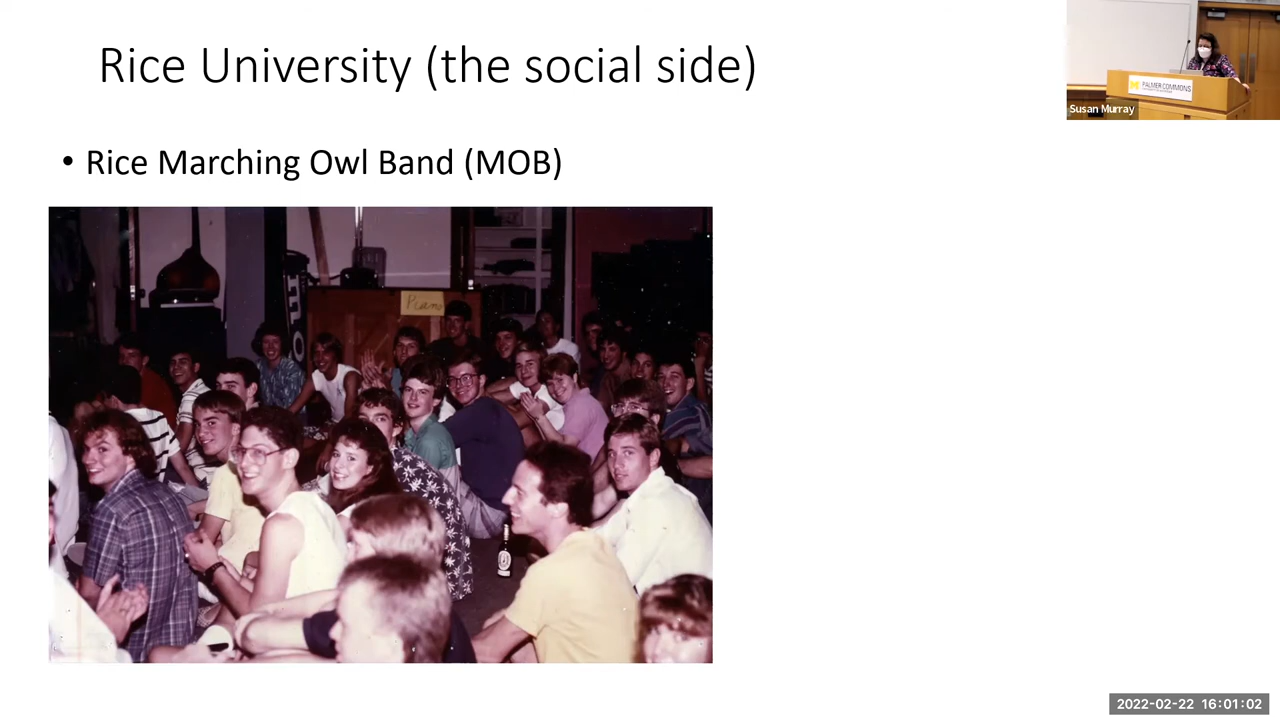 Rice University (the social side)
• Rice Marching Owl Band (MOB)
PALMER COMMONS
Susan Murray
Piano
2022-02-22 16:01:02